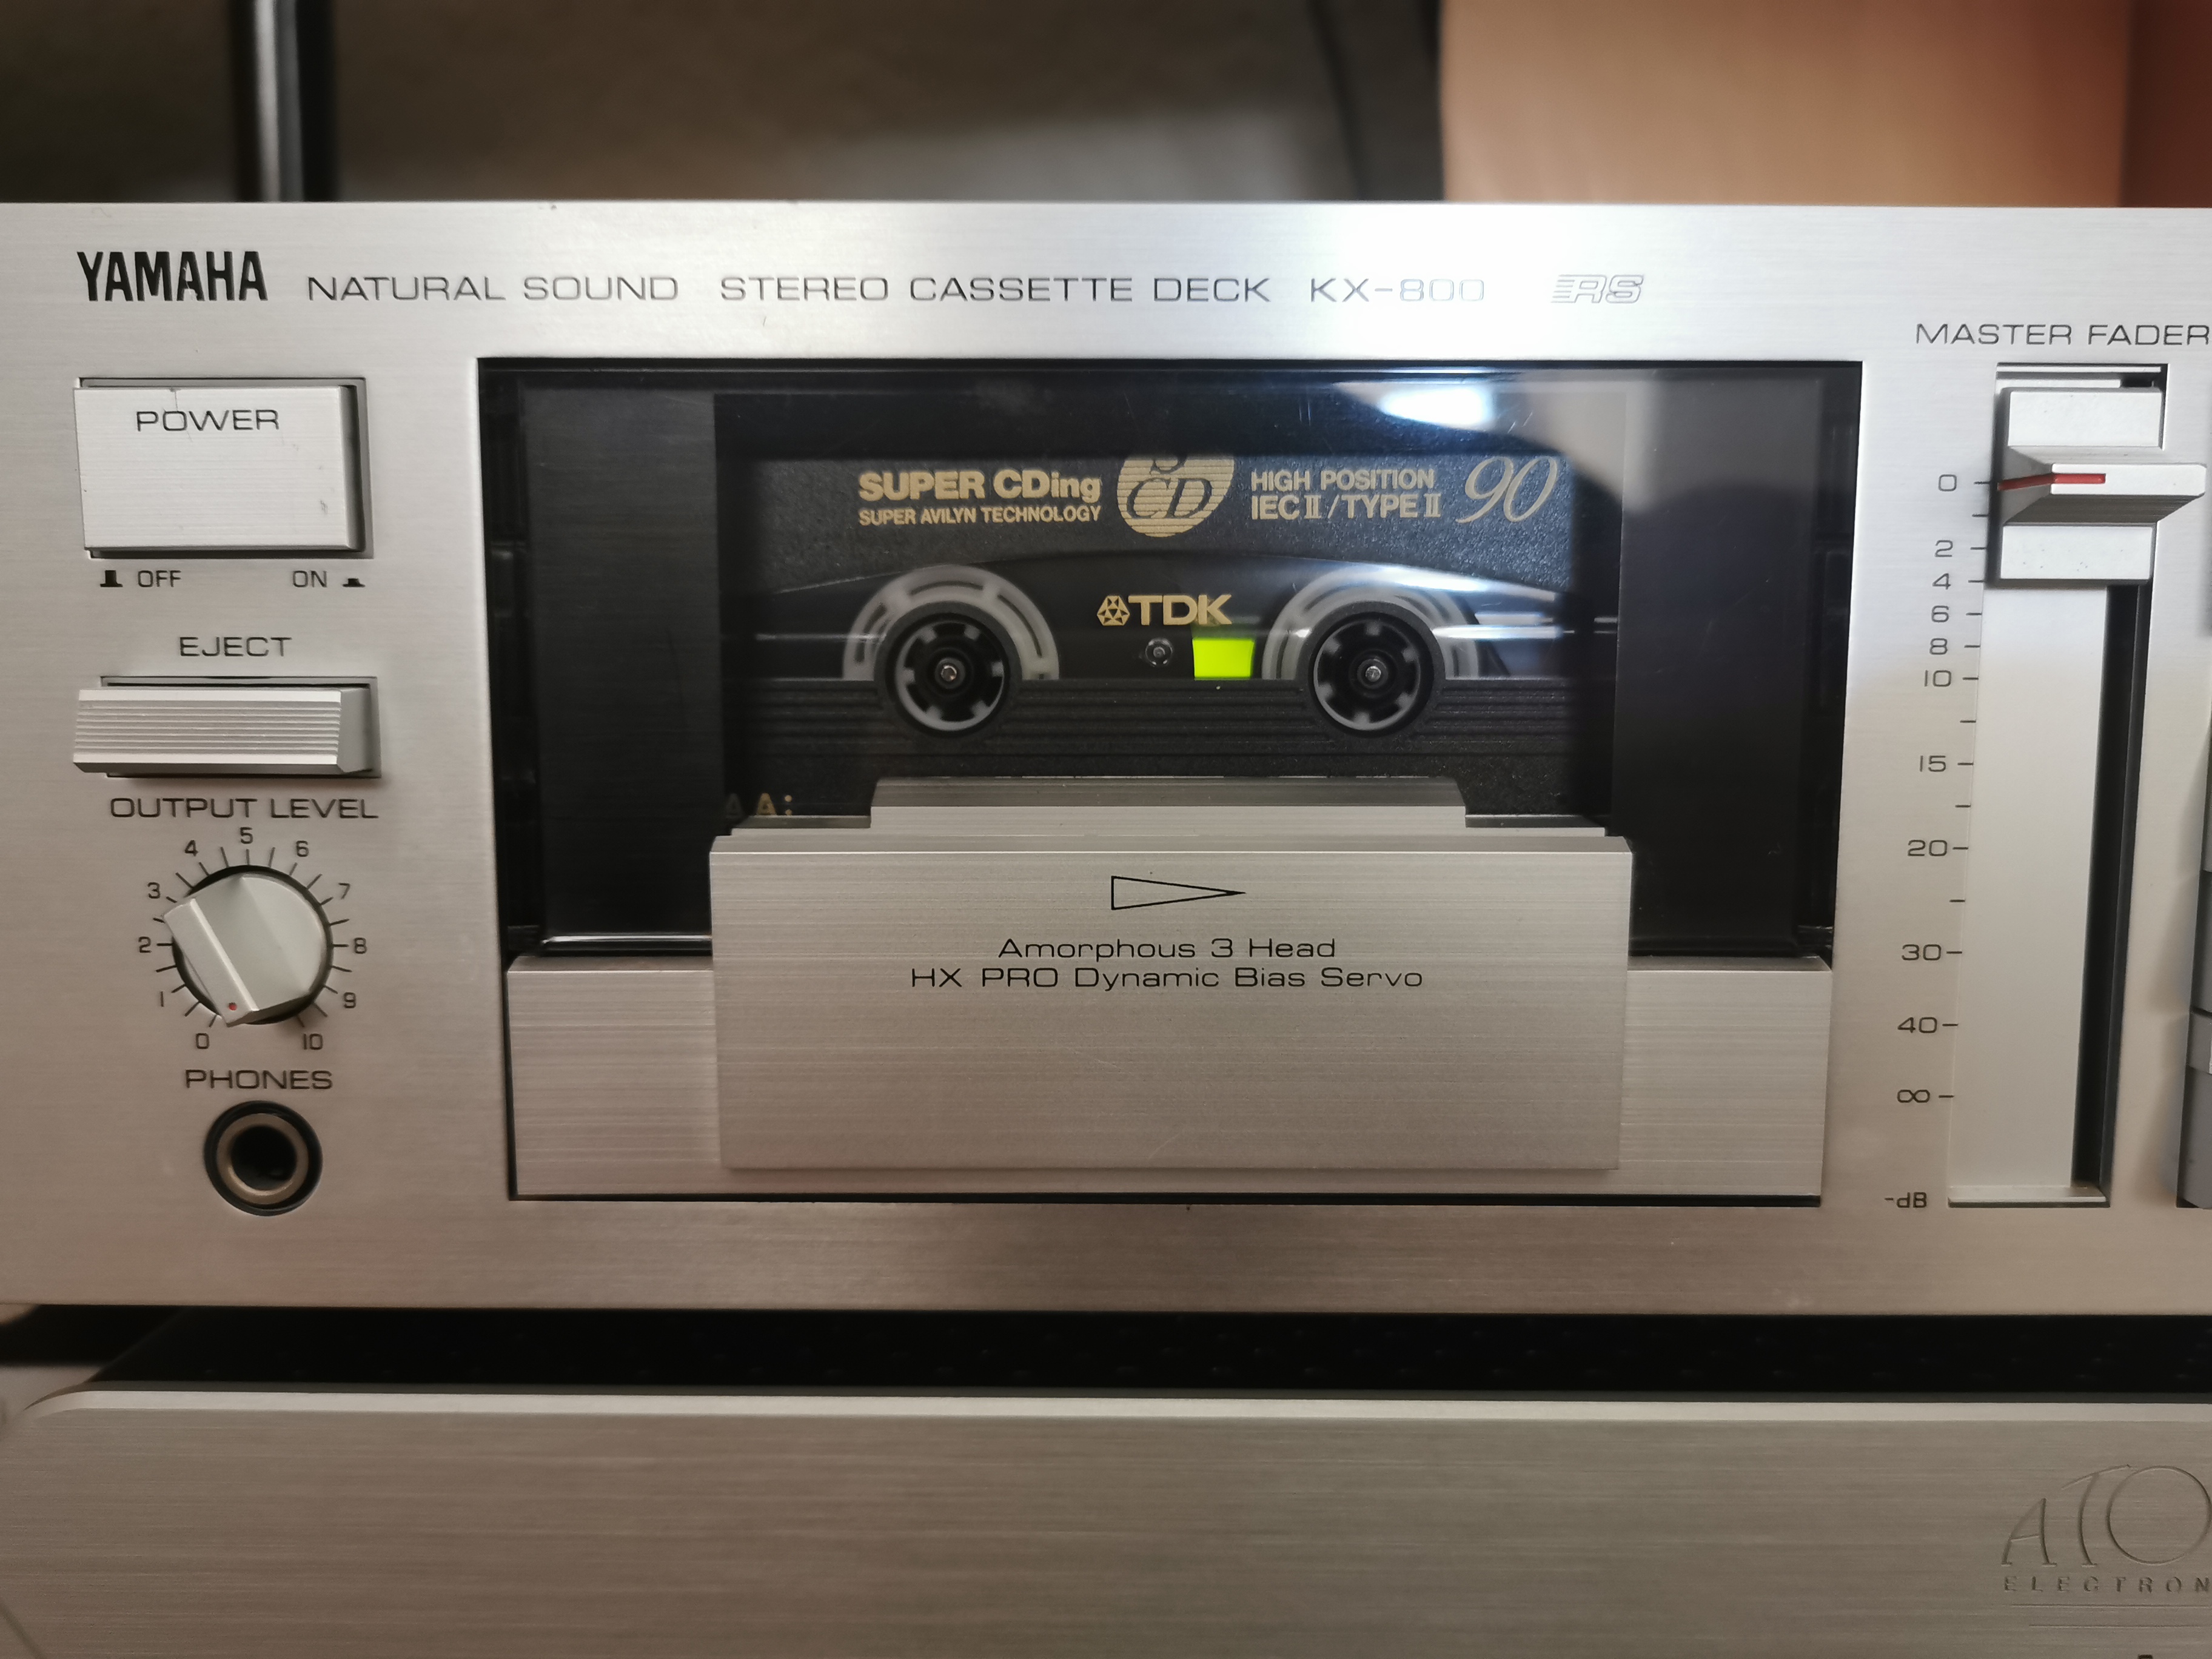 YAMAHA NATURAL SOUND STEREO CASSETTE DECK KX-800 RS
MASTER FADER
POWER
OFF ON
EJECT
OUTPUT LEVEL
0 1 2 3 4 5 6 7 8 9 10
PHONES
SUPER CDing
SUPER AVILYN TECHNOLOGY
CD
HIGH POSITION
IEC II / TYPE II
90
TDK
A A:
Amorphous 3 Head
HX PRO Dynamic Bias Servo
0
2
4
6
8
10
15
20
30
40
∞
-dB
ATO
ELECTRON